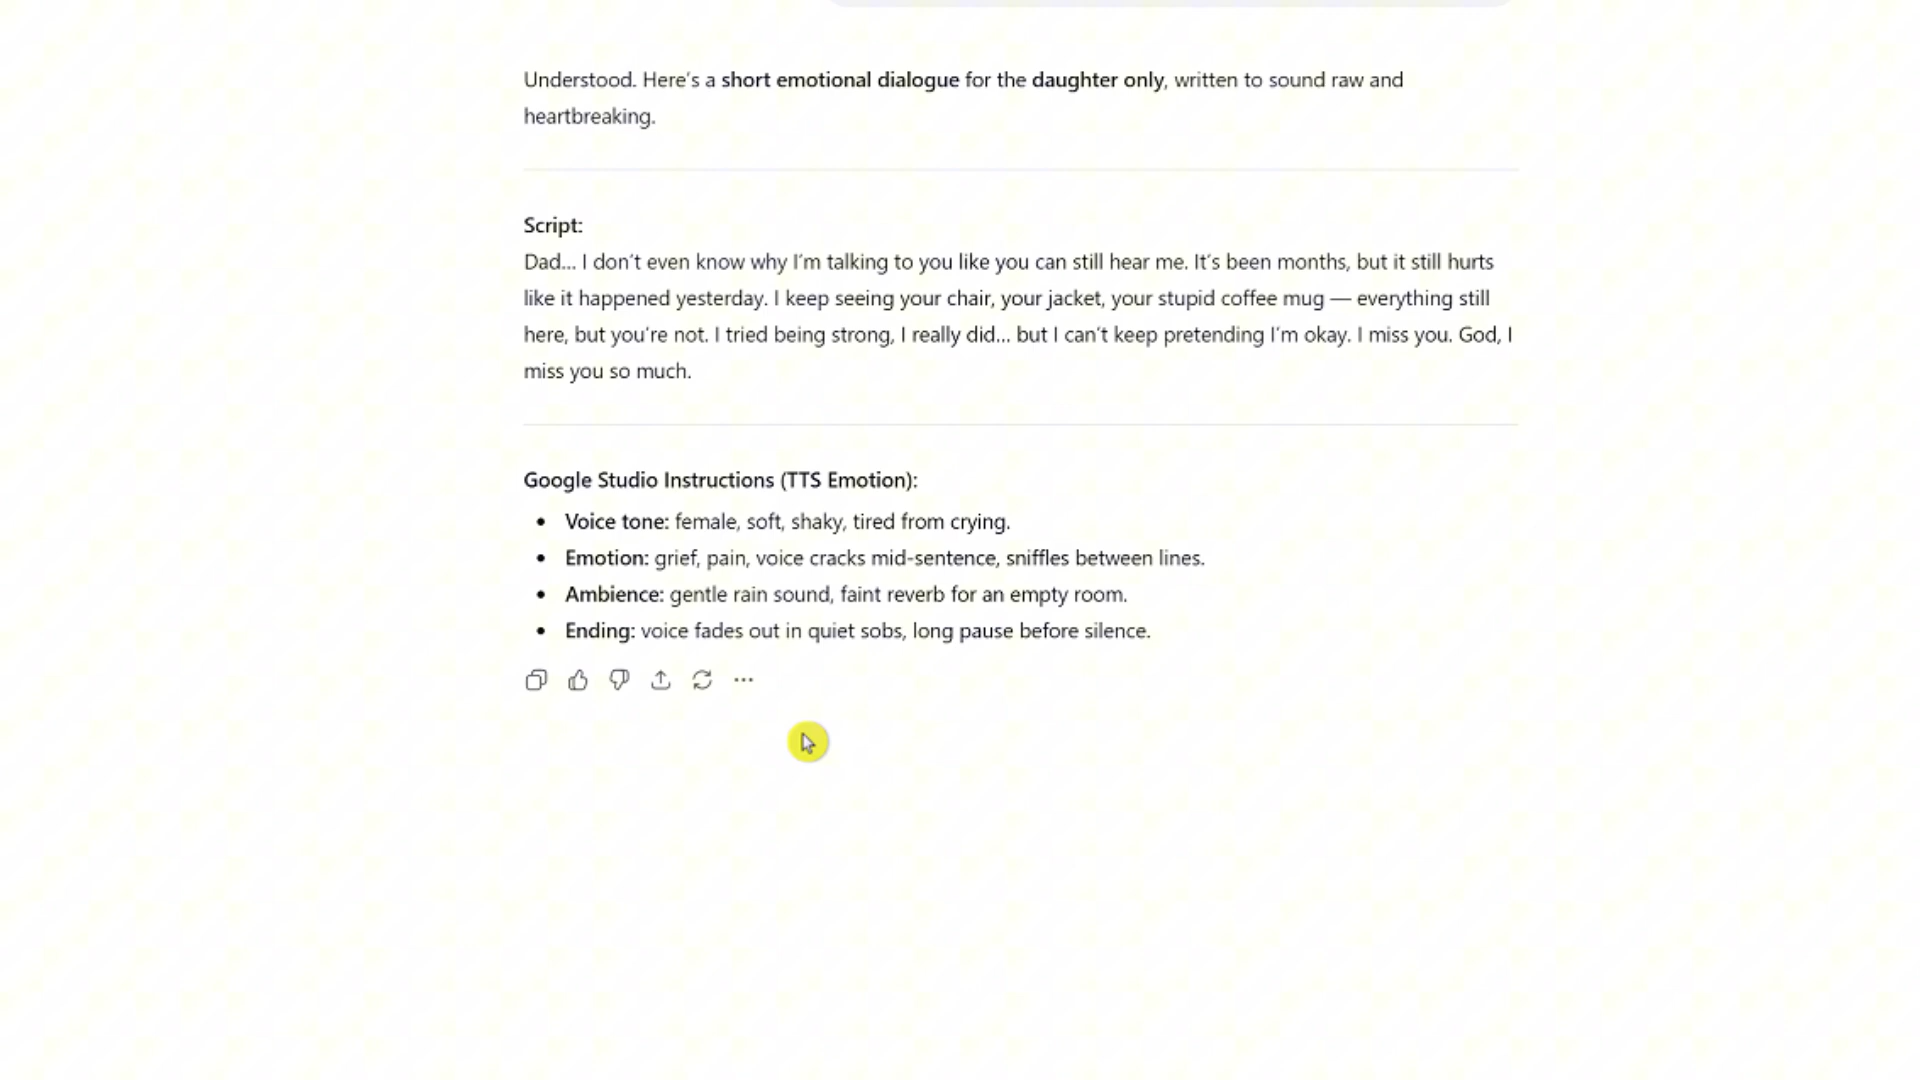 Understood. Here’s a short emotional dialogue for the daughter only, written to sound raw and
heartbreaking.
Script:
Dad… I don’t even know why I’m talking to you like you can still hear me. It’s been months, but it still hurts
like it happened yesterday. I keep seeing your chair, your jacket, your stupid coffee mug — everything still
here, but you’re not. I tried being strong, I really did… but I can’t keep pretending I’m okay. I miss you. God, I
miss you so much.
Google Studio Instructions (TTS Emotion):
• Voice tone: female, soft, shaky, tired from crying.
• Emotion: grief, pain, voice cracks mid-sentence, sniffles between lines.
• Ambience: gentle rain sound, faint reverb for an empty room.
• Ending: voice fades out in quiet sobs, long pause before silence.